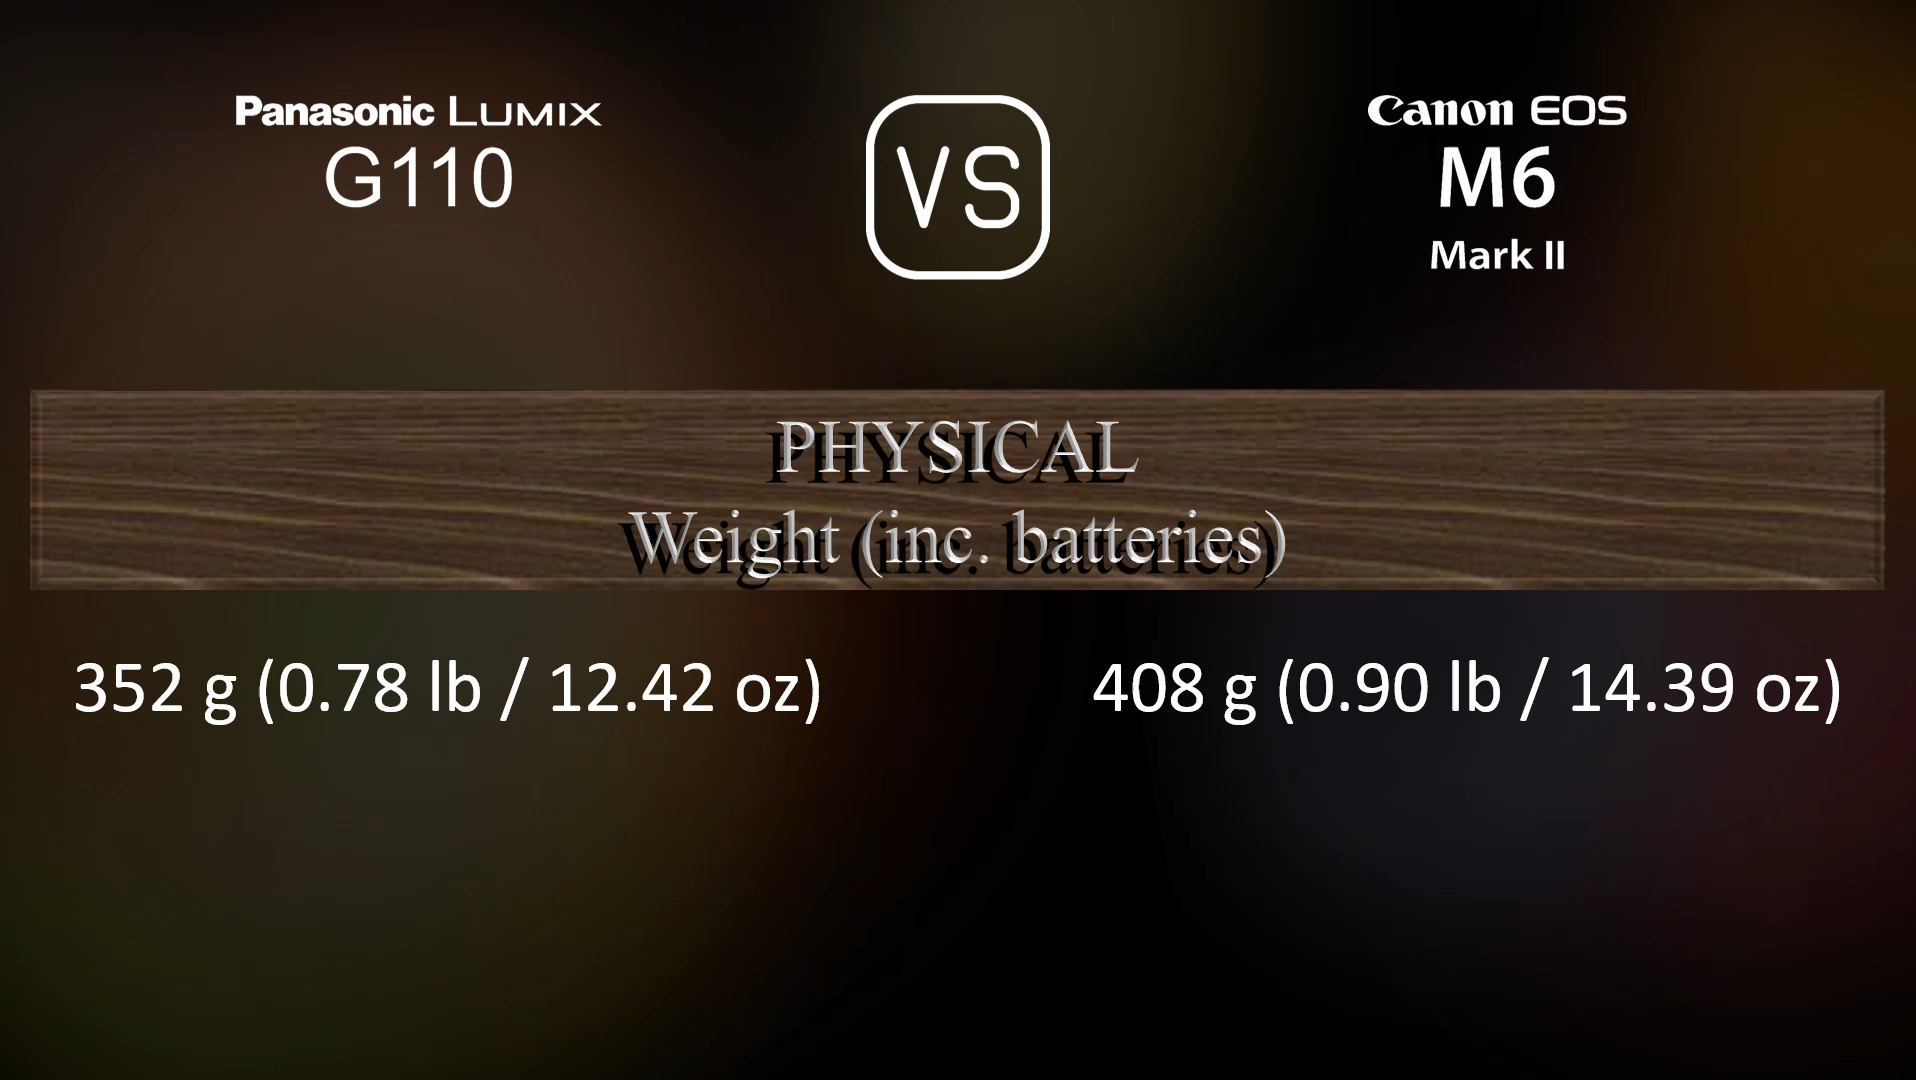 Panasonic LUMIX
G110
VS
Canon EOS
M6
Mark II
PHYSICAL
Weight (inc. batteries)
352 g (0.78 lb / 12.42 oz)
408 g (0.90 lb / 14.39 oz)